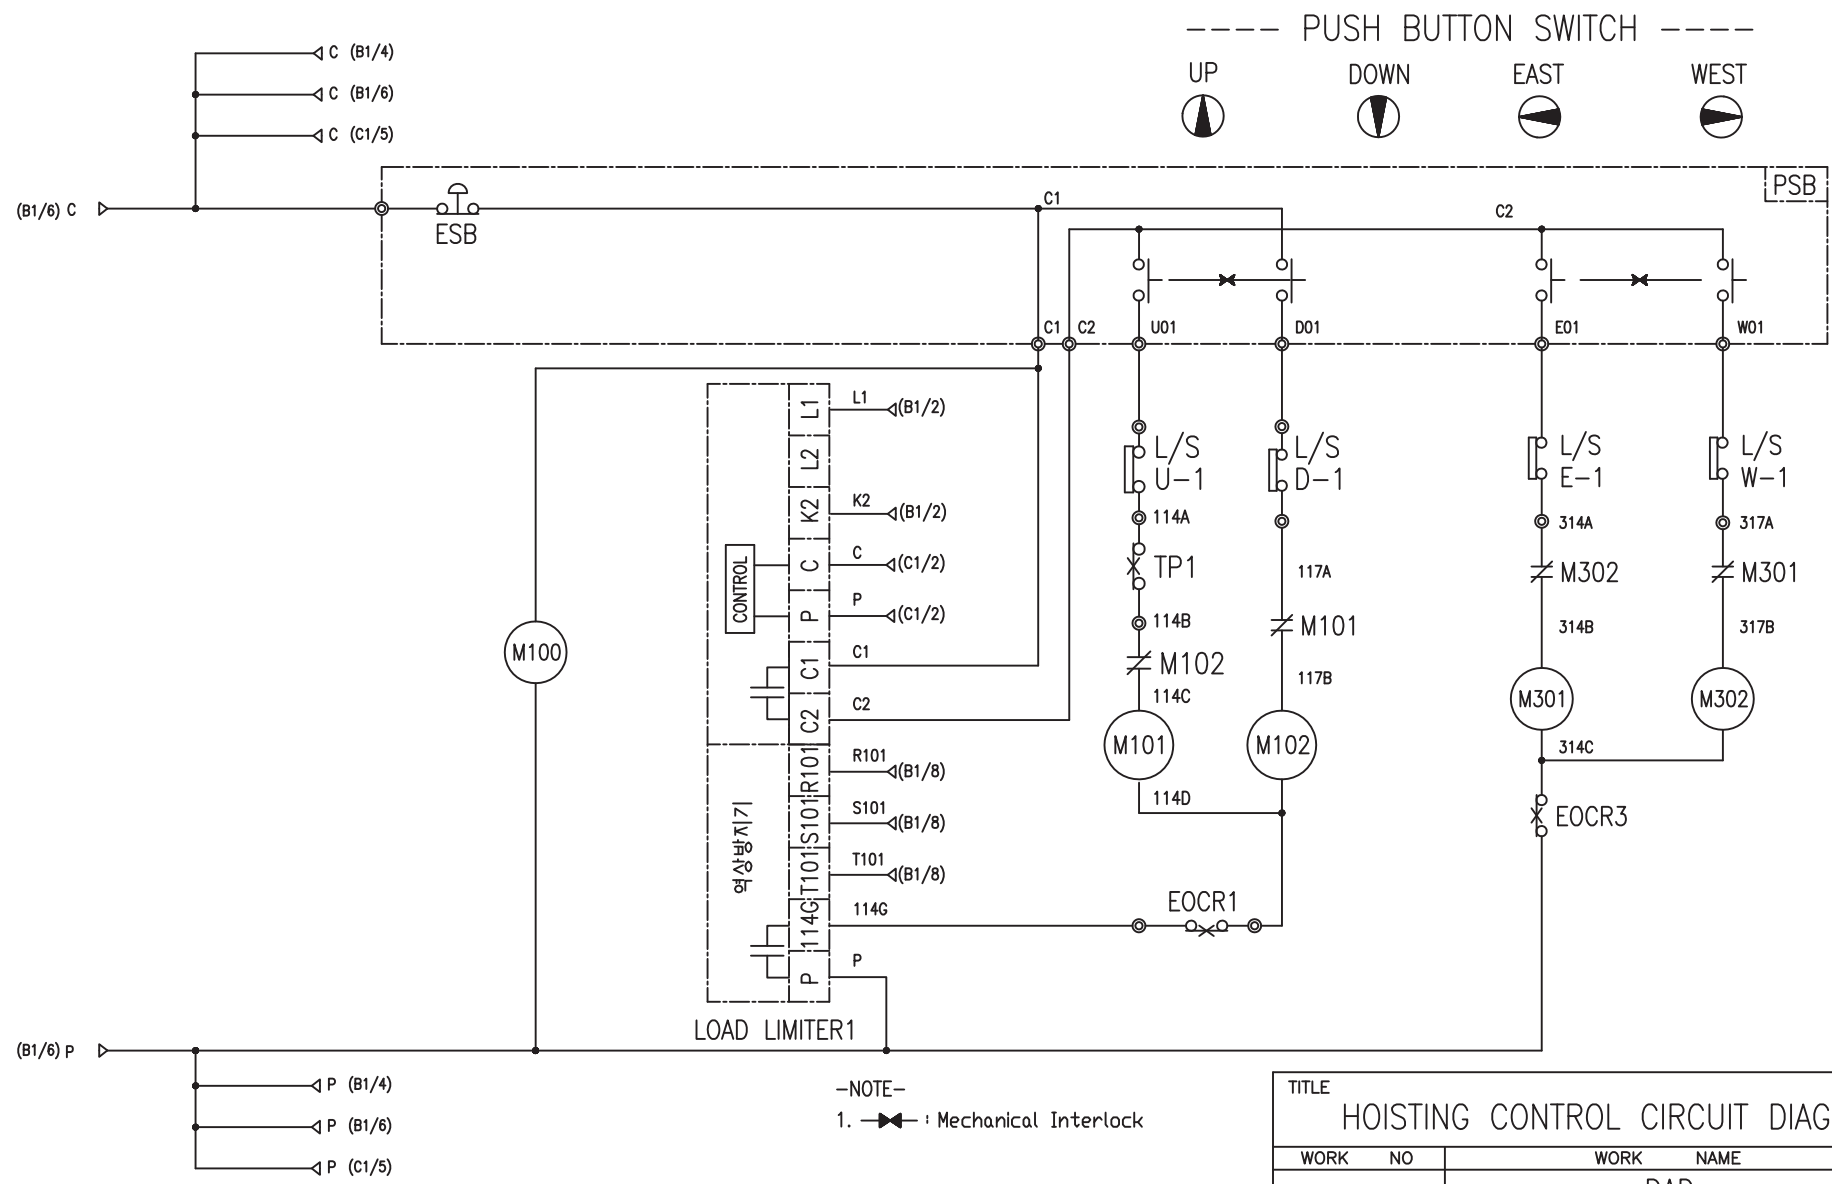 PUSH BUTTON SWITCH
UP DOWN EAST WEST
C (B1/4)
C (B1/6)
C (C1/5)
(B1/6) C
ESB
C1
C2
PSB
C1 C2 U01 D01 E01 W01
L1 L1 (B1/2)
L2
K2 K2 (B1/2)
CONTROL
C C (C1/2)
P P (C1/2)
C1 C1
C2 C2
역상방지기
R101 R101 (B1/8)
S101 S101 (B1/8)
T101 T101 (B1/8)
114G 114G
P P
LOAD LIMITER1
M100
L/S
U-1
114A
TP1
114B
M102
114C
M101
114D
L/S
D-1
117A
M101
117B
M102
EOCR1
L/S
E-1
314A
M302
314B
M301
314C
EOCR3
L/S
W-1
317A
M301
317B
M302
(B1/6) P
P (B1/4)
P (B1/6)
P (C1/5)
-NOTE-
1. : Mechanical Interlock
TITLE
HOISTING CONTROL CIRCUIT DIAG
WORK NO WORK NAME